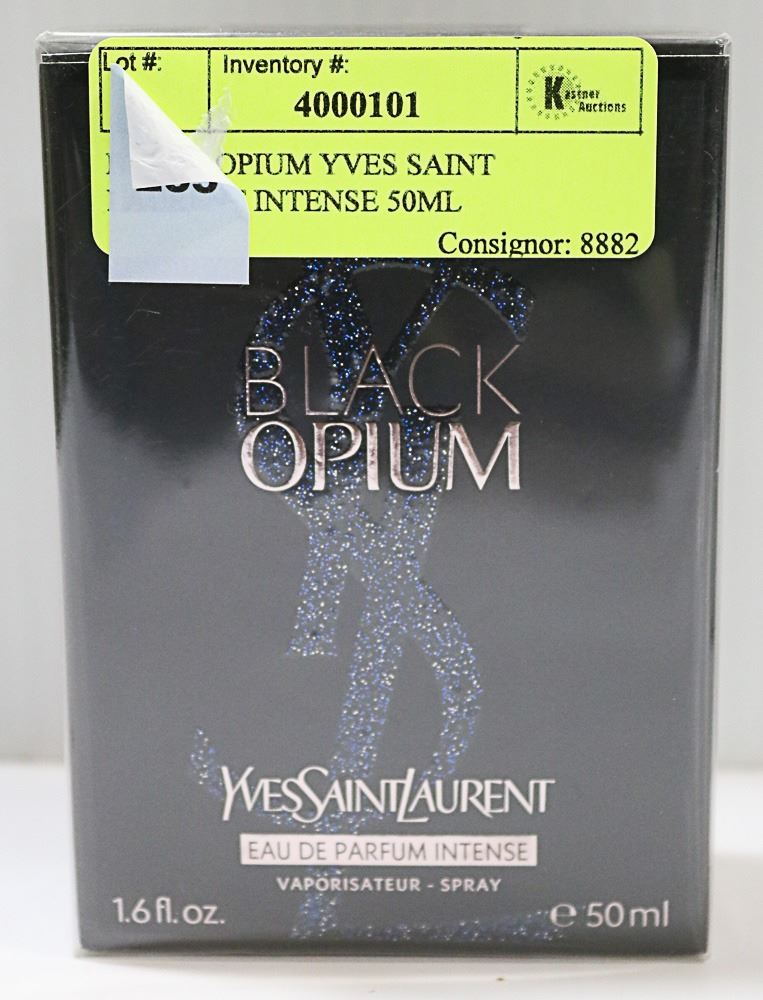 Lot #:
Inventory #:
4000101
Kastner
Auctions
OPIUM YVES SAINT
INTENSE 50ML
Consignor: 8882
BLACK
OPIUM
YVESSAINTLAURENT
EAU DE PARFUM INTENSE
VAPORISATEUR - SPRAY
1.6 fl. oz.
e 50 ml